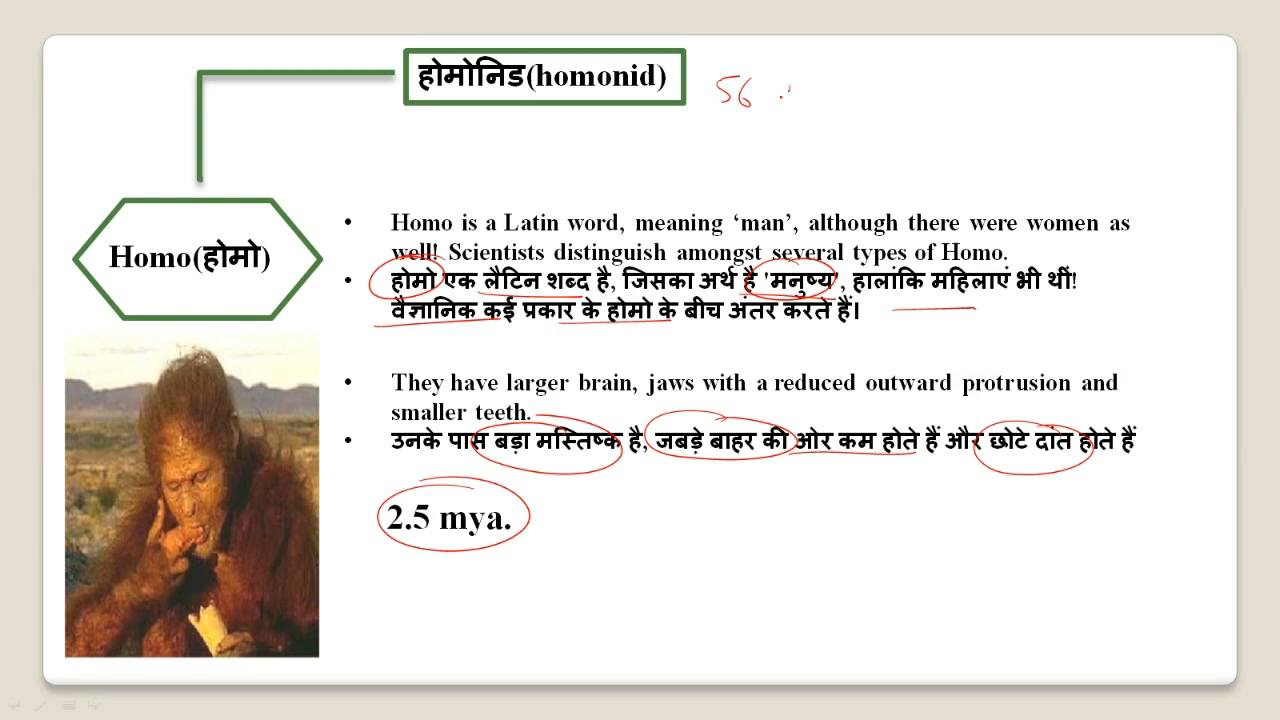 होमोनिड(homonid)
56
Homo(होमो)
• Homo is a Latin word, meaning ‘man’, although there were women as
well! Scientists distinguish amongst several types of Homo.
• होमो एक लैटिन शब्द है, जिसका अर्थ है 'मनुष्य', हालांकि महिलाएं भी थीं!
वैज्ञानिक कई प्रकार के होमो के बीच अंतर करते हैं।
• They have larger brain, jaws with a reduced outward protrusion and
smaller teeth.
• उनके पास बड़ा मस्तिष्क है, जबड़े बाहर की ओर कम होते हैं और छोटे दांत होते हैं
2.5 mya.